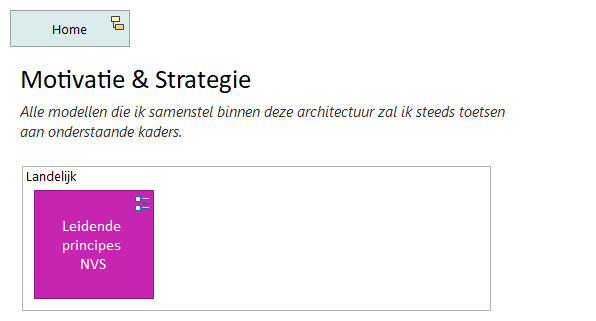 Home
Motivatie & Strategie
Alle modellen die ik samenstel binnen deze architectuur zal ik steeds toetsen
aan onderstaande kaders.
Landelijk
Leidende
principes
NVS